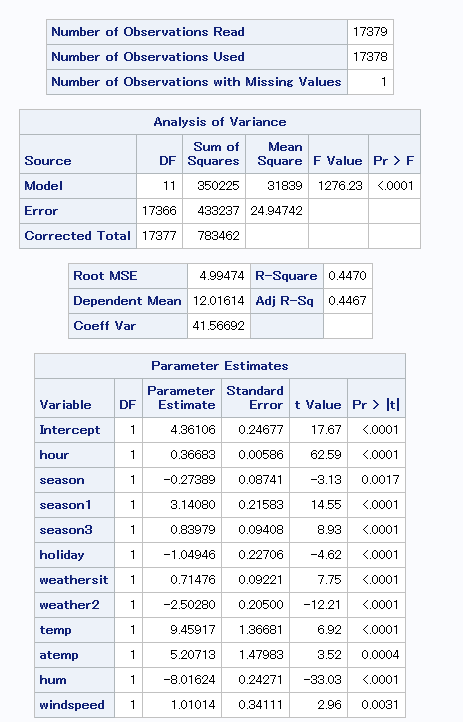 Number of Observations Read 17379
Number of Observations Used 17378
Number of Observations with Missing Values 1
Analysis of Variance
Source DF Sum of Squares Mean Square F Value Pr > F
Model 11 350225 31839 1276.23 <.0001
Error 17366 433237 24.94742
Corrected Total 17377 783462
Root MSE 4.99474 R-Square 0.4470
Dependent Mean 12.01614 Adj R-Sq 0.4467
Coeff Var 41.56692
Parameter Estimates
Variable DF Parameter Estimate Standard Error t Value Pr > |t|
Intercept 1 4.36106 0.24677 17.67 <.0001
hour 1 0.36683 0.00586 62.59 <.0001
season 1 -0.27389 0.08741 -3.13 0.0017
season1 1 3.14080 0.21583 14.55 <.0001
season3 1 0.83979 0.09408 8.93 <.0001
holiday 1 -1.04946 0.22706 -4.62 <.0001
weathersit 1 0.71476 0.09221 7.75 <.0001
weather2 1 -2.50280 0.20500 -12.21 <.0001
temp 1 9.45917 1.36681 6.92 <.0001
atemp 1 5.20713 1.47983 3.52 0.0004
hum 1 -8.01624 0.24271 -33.03 <.0001
windspeed 1 1.01014 0.34111 2.96 0.0031